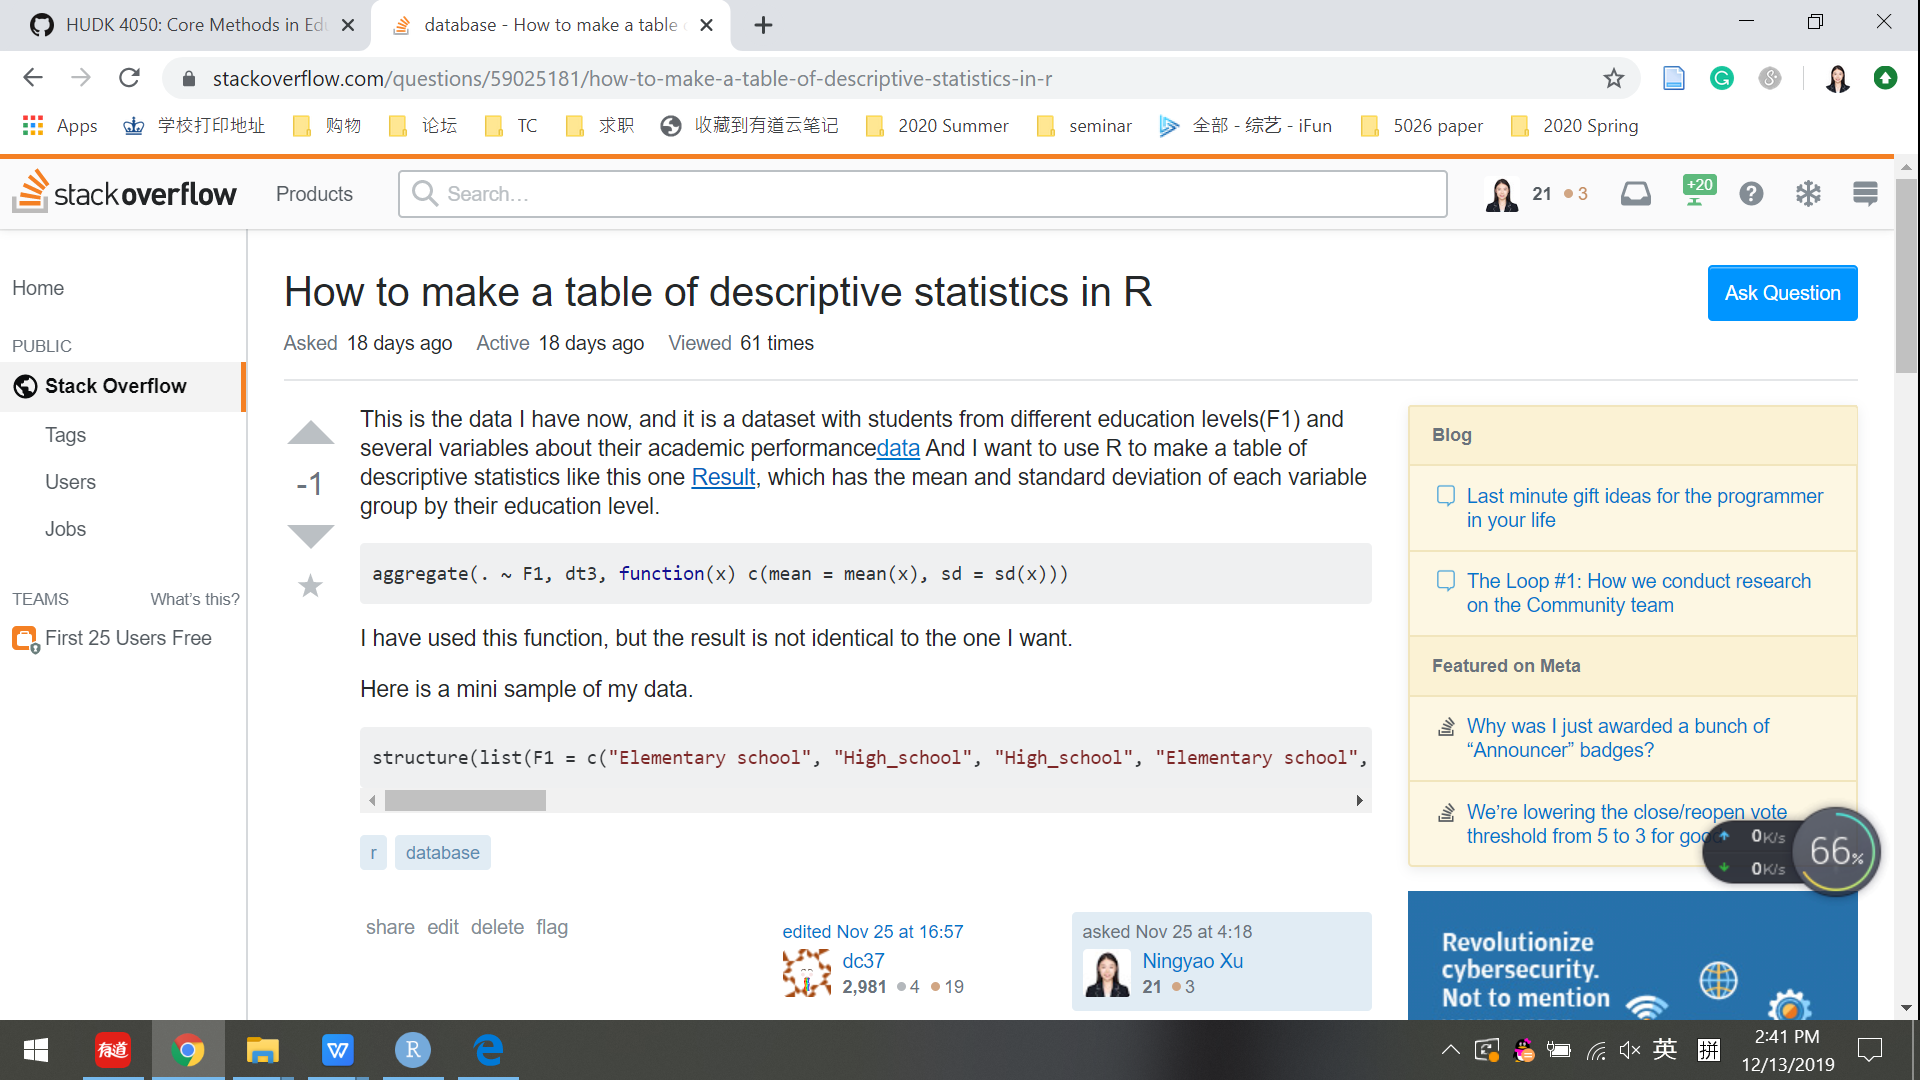 HUDK 4050: Core Methods in Edu
database - How to make a table
stackoverflow.com/questions/59025181/how-to-make-a-table-of-descriptive-statistics-in-r
Apps 学校打印地址 购物 论坛 TC 求职 收藏到有道云笔记 2020 Summer seminar 全部 - 综艺 - iFun 5026 paper 2020 Spring
stackoverflow Products Search... 21 3 +20
Home
PUBLIC
Stack Overflow
Tags
Users
Jobs
TEAMS What's this?
First 25 Users Free
How to make a table of descriptive statistics in R
Ask Question
Asked 18 days ago Active 18 days ago Viewed 61 times
-1
This is the data I have now, and it is a dataset with students from different education levels(F1) and
several variables about their academic performancedata And I want to use R to make a table of
descriptive statistics like this one Result, which has the mean and standard deviation of each variable
group by their education level.
aggregate(. ~ F1, dt3, function(x) c(mean = mean(x), sd = sd(x)))
I have used this function, but the result is not identical to the one I want.
Here is a mini sample of my data.
structure(list(F1 = c("Elementary school", "High_school", "High_school", "Elementary school",
r database
share edit delete flag
edited Nov 25 at 16:57
dc37
2,981 4 19
asked Nov 25 at 4:18
Ningyao Xu
21 3
Blog
Last minute gift ideas for the programmer
in your life
The Loop #1: How we conduct research
on the Community team
Featured on Meta
Why was I just awarded a bunch of
“Announcer” badges?
We’re lowering the close/reopen vote
threshold from 5 to 3 for good
0K/s
0K/s
66%
Revolutionize
cybersecurity.
Not to mention
有道
W
R
英 拼
2:41 PM
12/13/2019